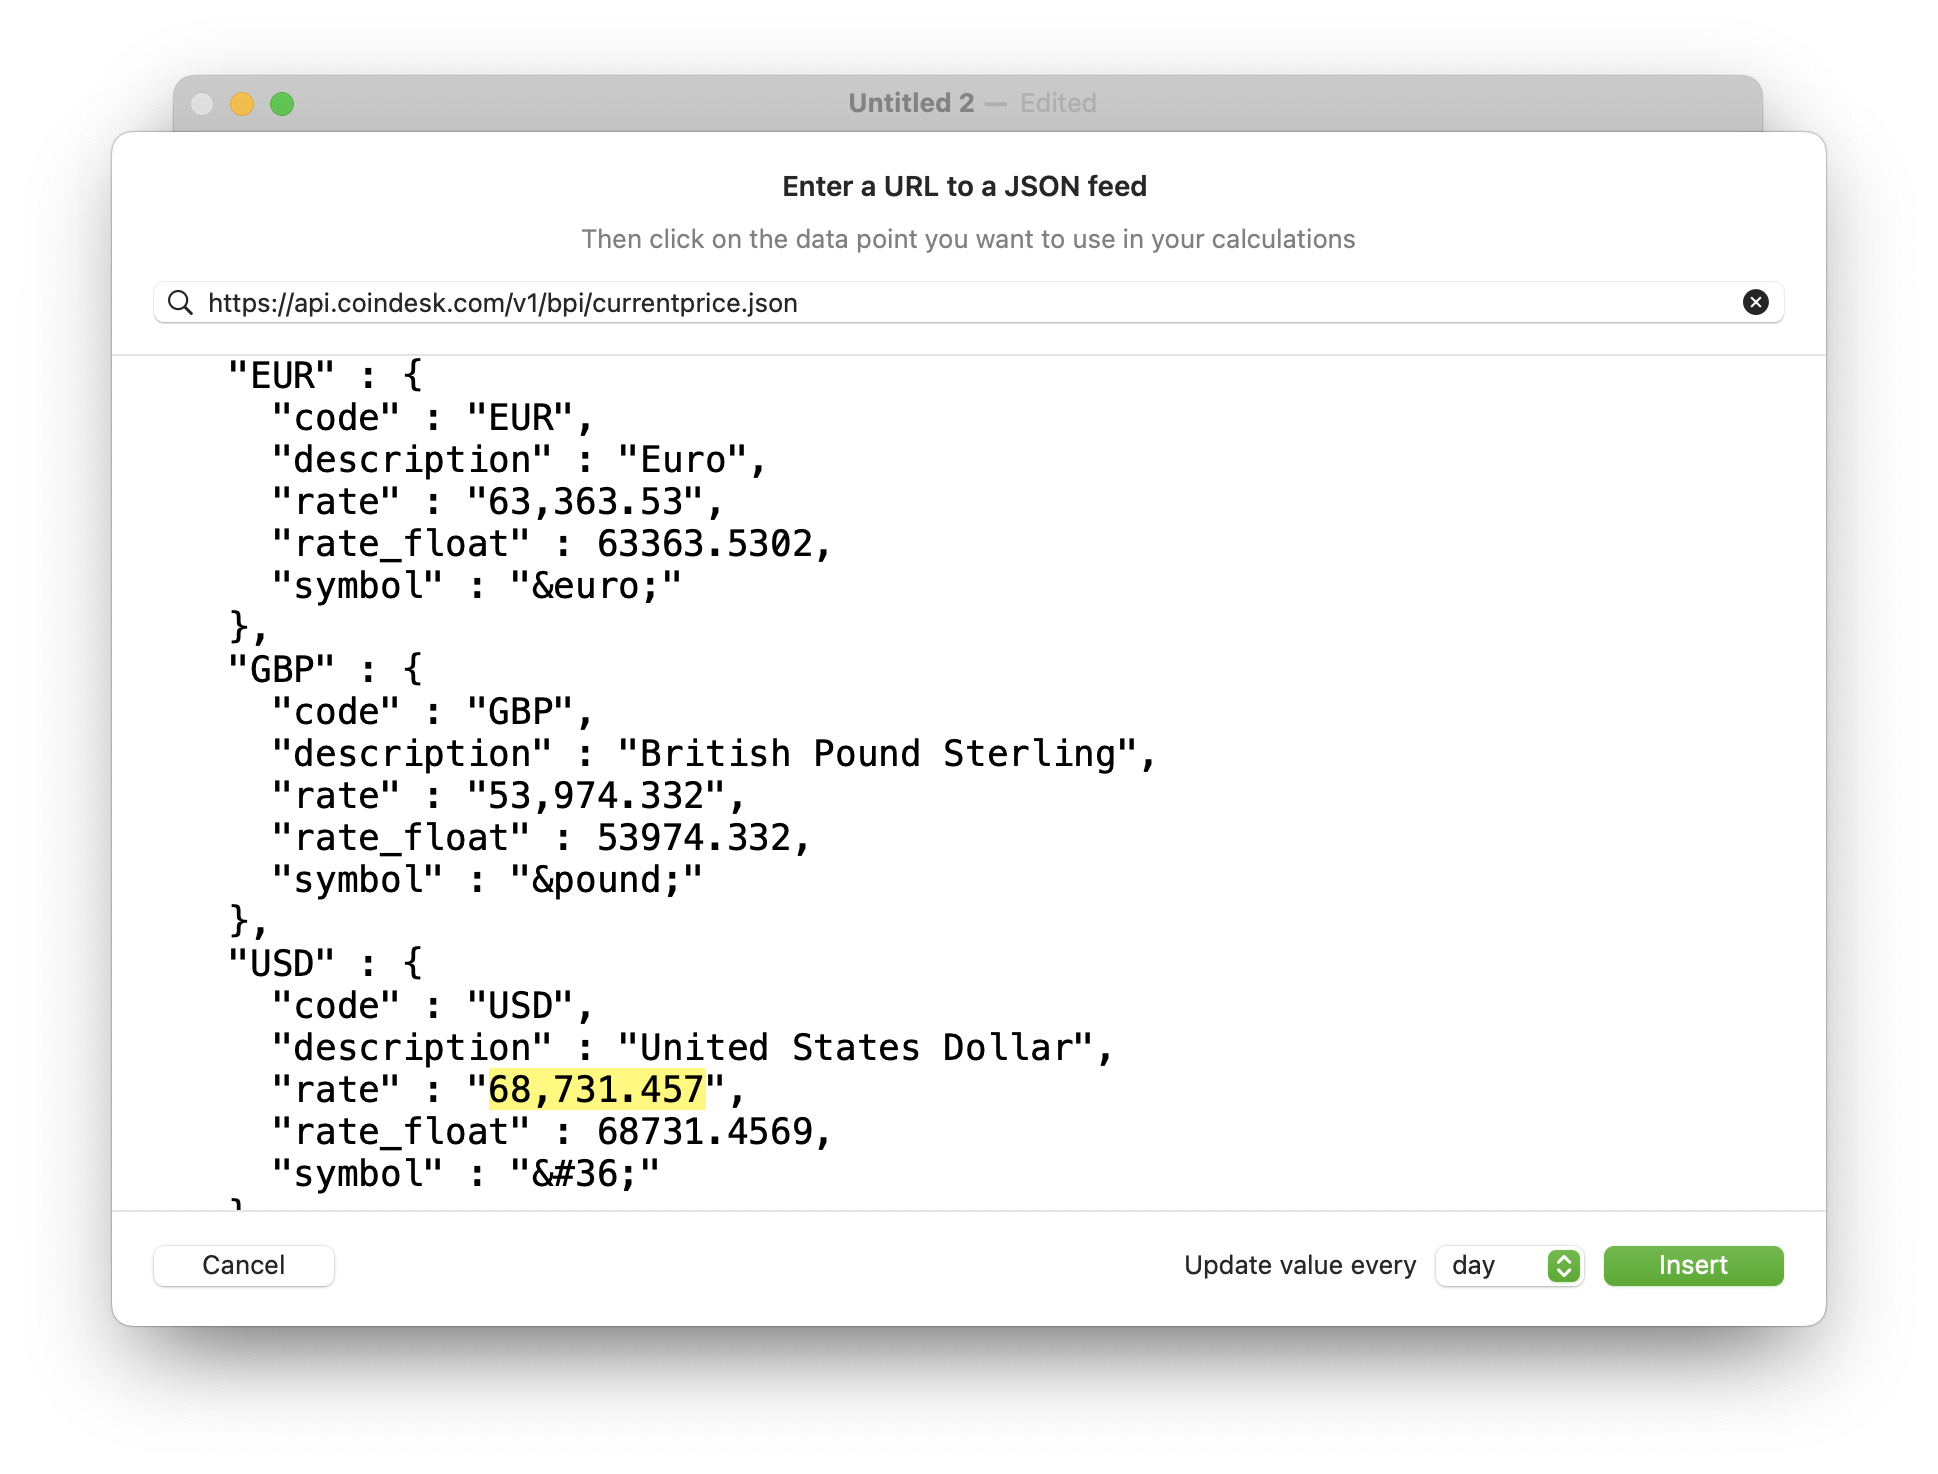 Untitled 2 — Edited
Enter a URL to a JSON feed
Then click on the data point you want to use in your calculations
https://api.coindesk.com/v1/bpi/currentprice.json
"EUR" : {
"code" : "EUR",
"description" : "Euro",
"rate" : "63,363.53",
"rate_float" : 63363.5302,
"symbol" : "&euro;"
},
"GBP" : {
"code" : "GBP",
"description" : "British Pound Sterling",
"rate" : "53,974.332",
"rate_float" : 53974.332,
"symbol" : "&pound;"
},
"USD" : {
"code" : "USD",
"description" : "United States Dollar",
"rate" : "68,731.457",
"rate_float" : 68731.4569,
"symbol" : "&#36;"
}
Cancel
Update value every day
Insert